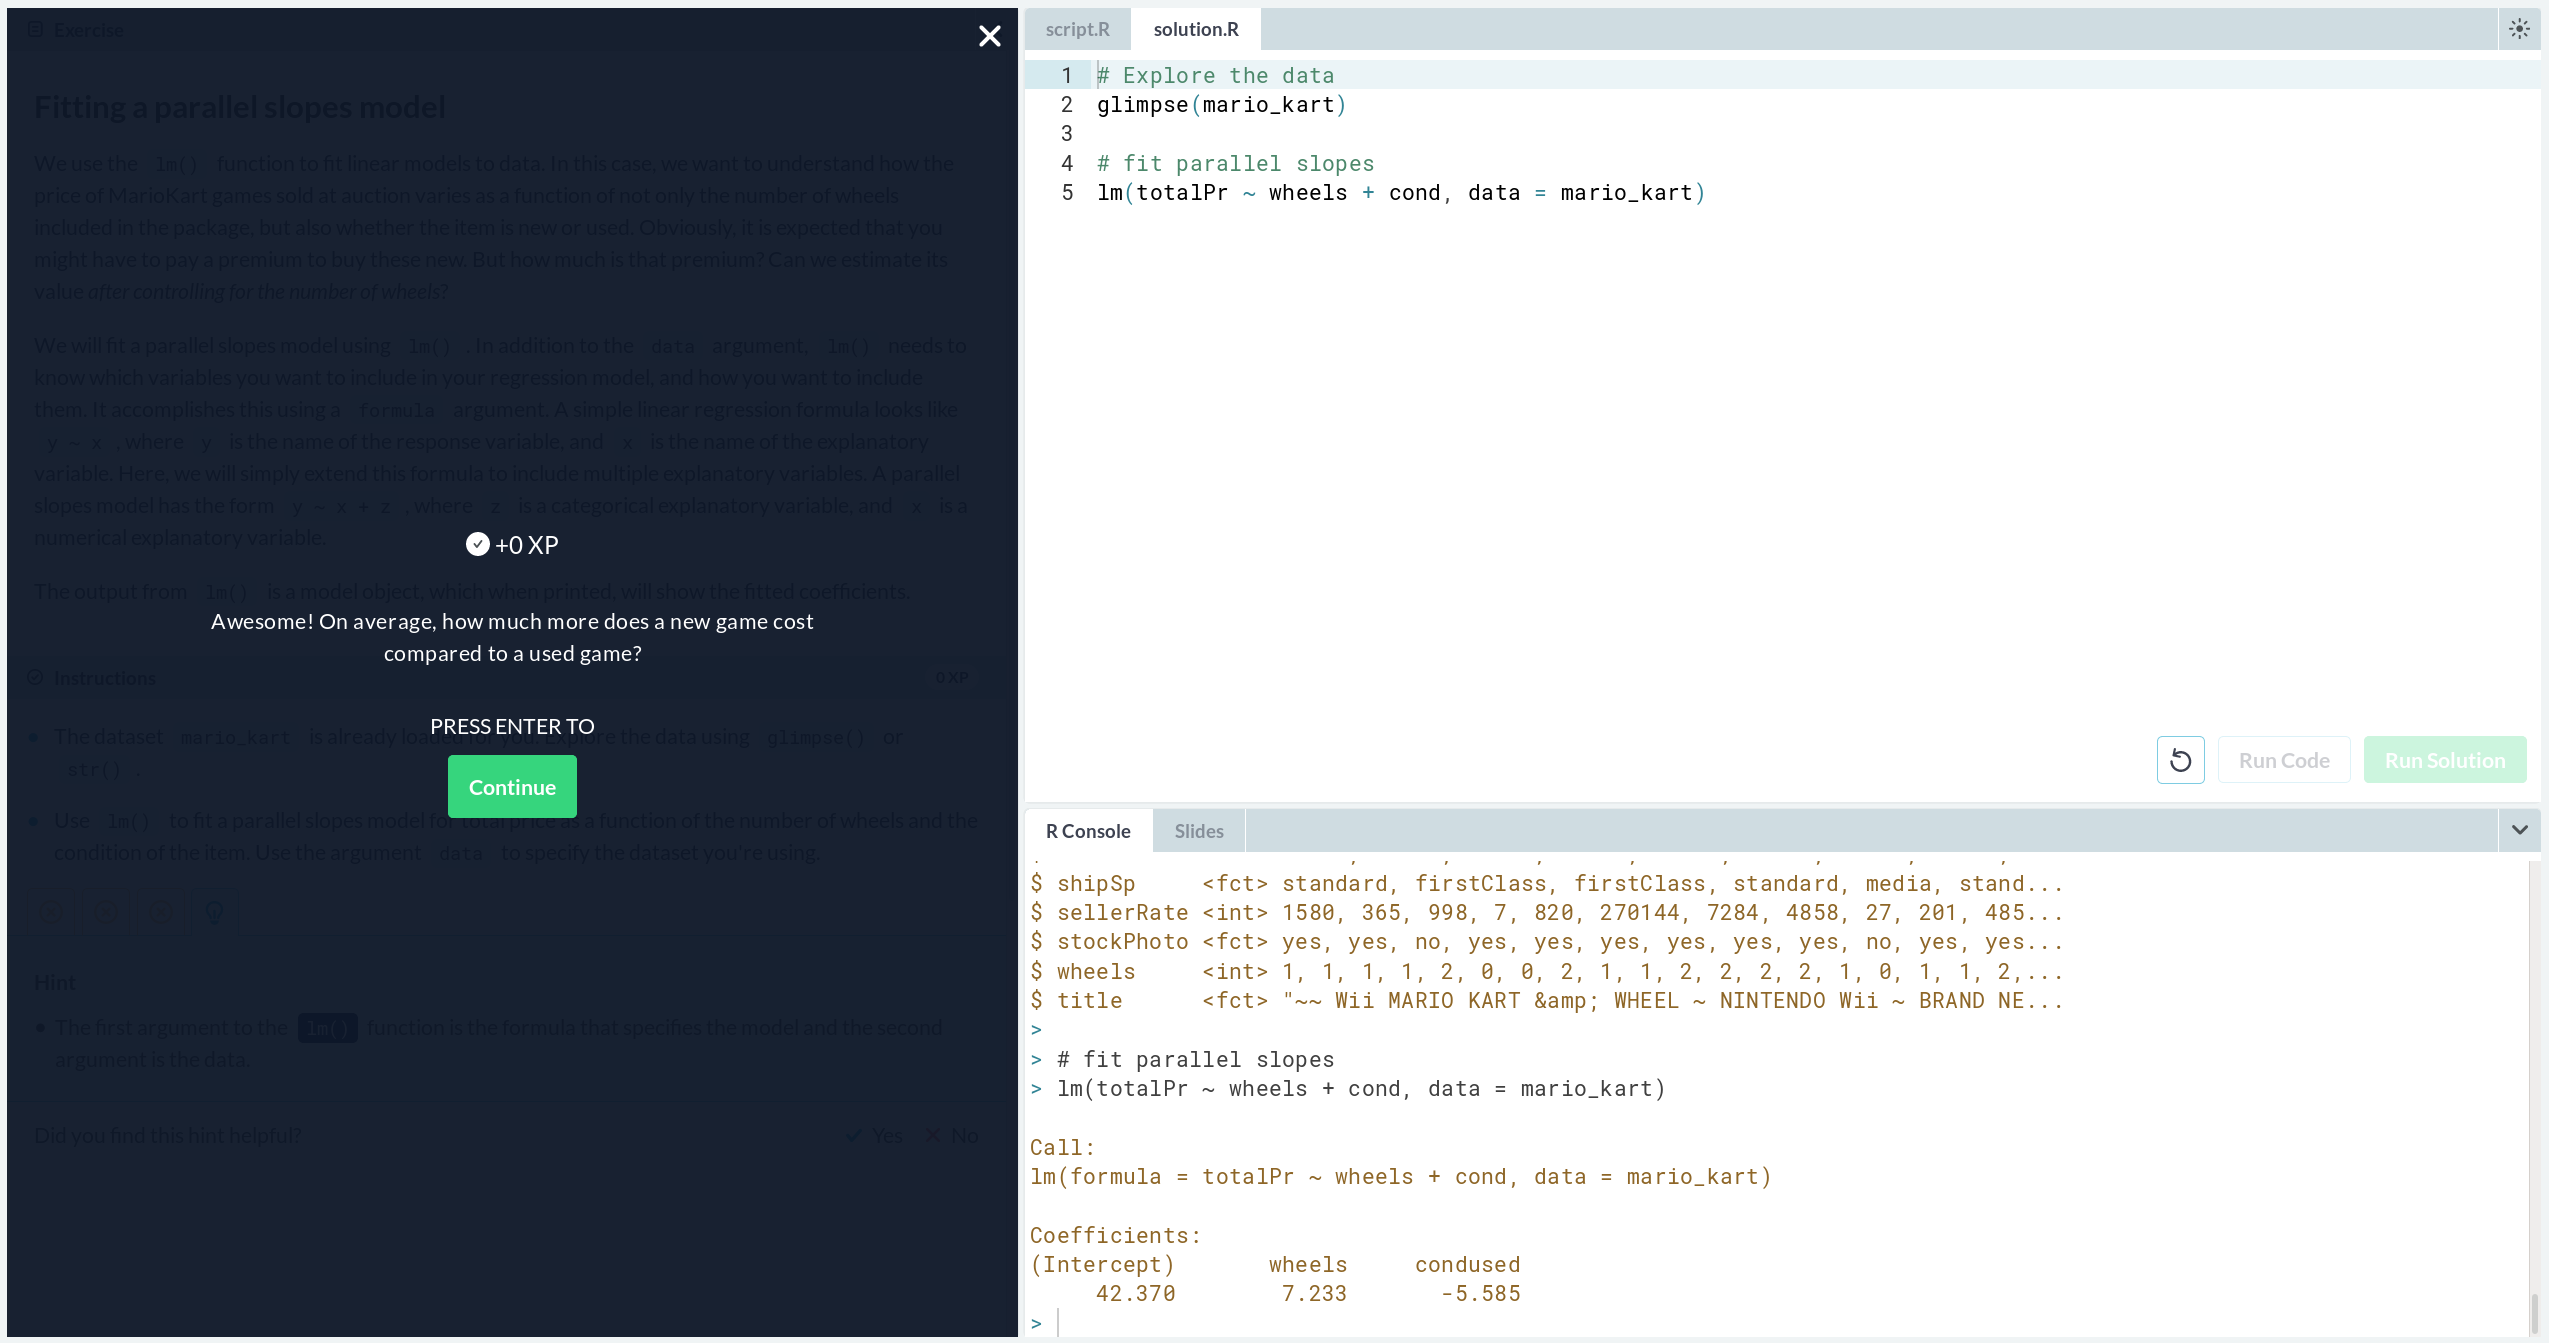 Exercise
Fitting a parallel slopes model
We use the lm() function to fit linear models to data. In this case, we want to understand how the
price of MarioKart games sold at auction varies as a function of not only the number of wheels
included in the package, but also whether the item is new or used. Obviously, it is expected that you
might have to pay a premium to buy these new. But how much is that premium? Can we estimate its
value after controlling for the number of wheels?
We will fit a parallel slopes model using lm() . In addition to the data argument, lm() needs to
know which variables you want to include in your regression model, and how you want to include
them. It accomplishes this using a formula argument. A simple linear regression formula looks like
y ~ x , where y is the name of the response variable, and x is the name of the explanatory
variable. Here, we will simply extend this formula to include multiple explanatory variables. A parallel
slopes model has the form y ~ x + z , where z is a categorical explanatory variable, and x is a
numerical explanatory variable.
+0 XP
The output from lm() is a model object, which when printed, will show the fitted coefficients.
Awesome! On average, how much more does a new game cost
compared to a used game?
Instructions
0 XP
PRESS ENTER TO
The dataset mario_kart is already loaded for you. Explore the data using glimpse() or
str() .
Continue
Use lm() to fit a parallel slopes model for total price as a function of the number of wheels and the
condition of the item. Use the argument data to specify the dataset you're using.
Hint
The first argument to the lm() function is the formula that specifies the model and the second
argument is the data.
Did you find this hint helpful?
Yes
No
script.R
solution.R
1 # Explore the data
2 glimpse(mario_kart)
3
4 # fit parallel slopes
5 lm(totalPr ~ wheels + cond, data = mario_kart)
Run Code
Run Solution
R Console
Slides
$ shipSp <fct> standard, firstClass, firstClass, standard, media, stand...
$ sellerRate <int> 1580, 365, 998, 7, 820, 270144, 7284, 4858, 27, 201, 485...
$ stockPhoto <fct> yes, yes, no, yes, yes, yes, yes, yes, yes, no, yes, yes...
$ wheels <int> 1, 1, 1, 1, 2, 0, 0, 2, 1, 1, 2, 2, 2, 2, 1, 0, 1, 1, 2,...
$ title <fct> "~~ Wii MARIO KART &amp; WHEEL ~ NINTENDO Wii ~ BRAND NE...
>
> # fit parallel slopes
> lm(totalPr ~ wheels + cond, data = mario_kart)
Call:
lm(formula = totalPr ~ wheels + cond, data = mario_kart)
Coefficients:
(Intercept) wheels condused
42.370 7.233 -5.585
>